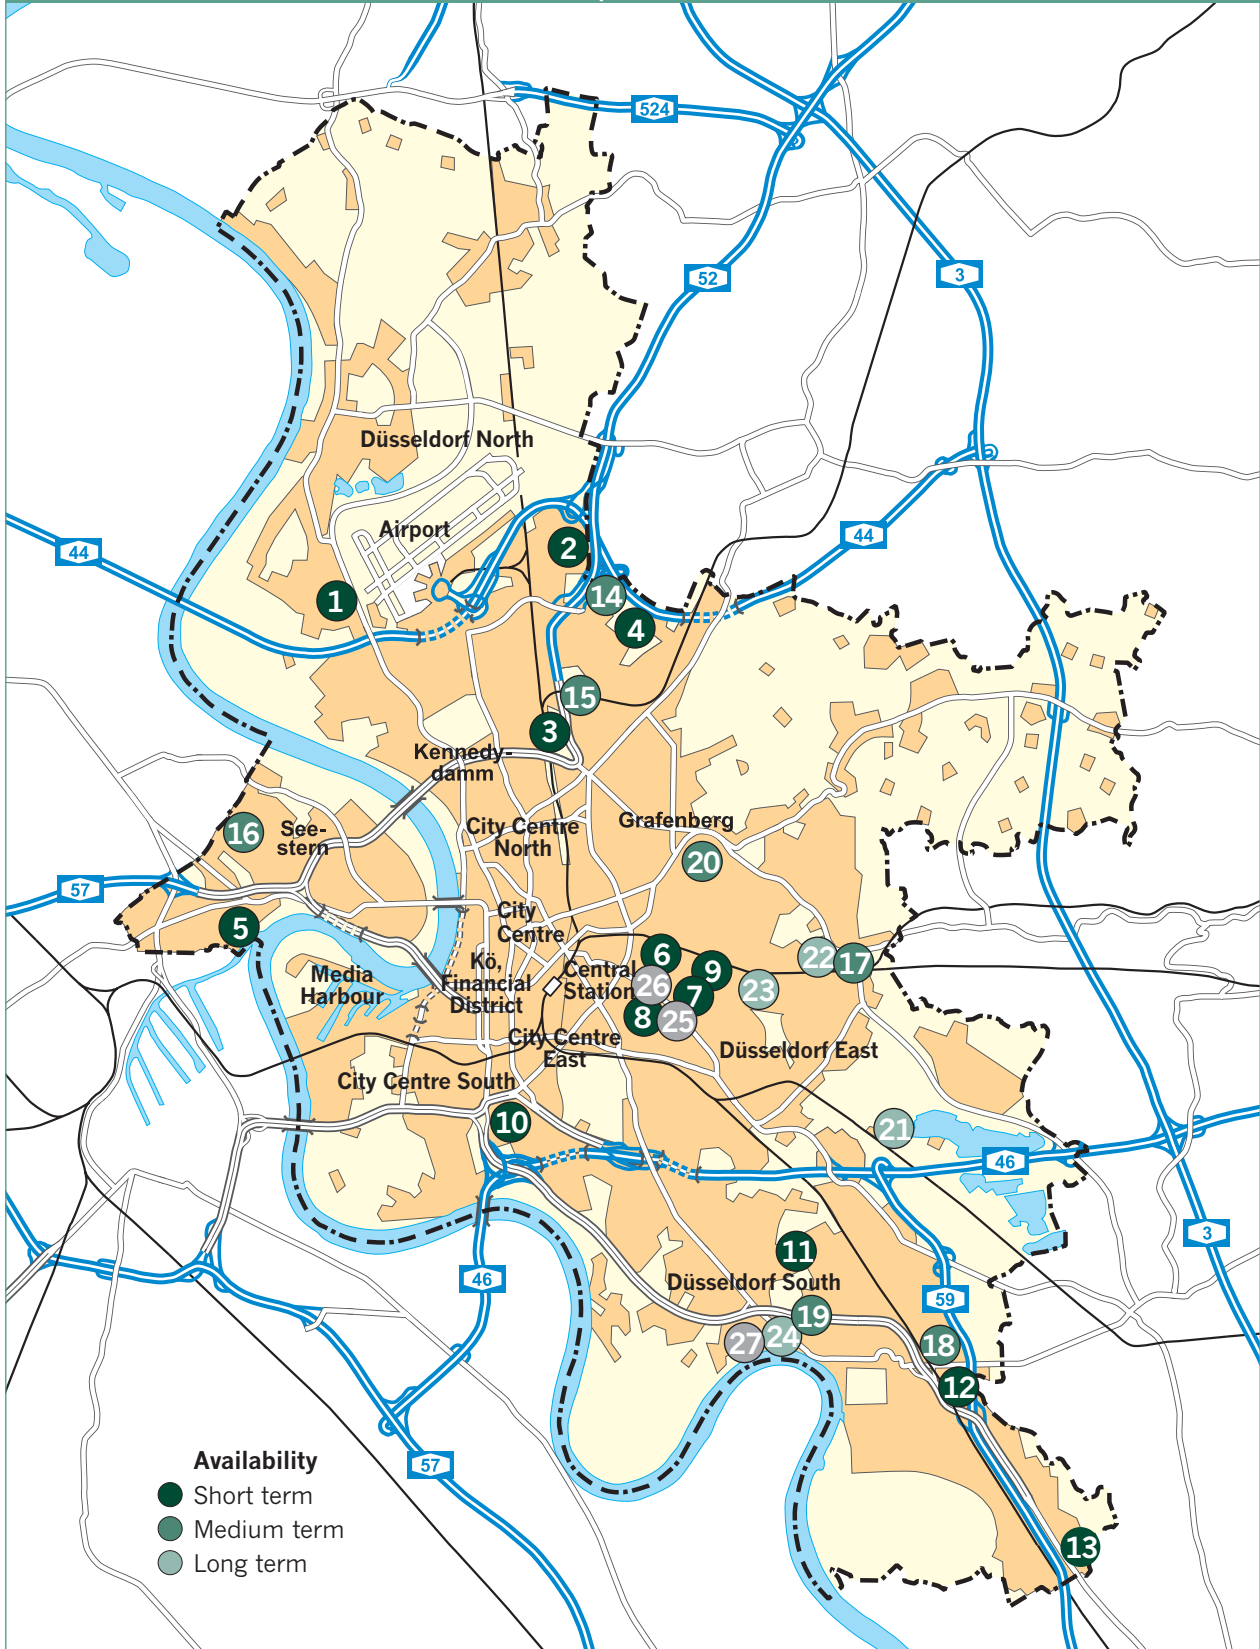 524
52
3
Düsseldorf North
Airport
44
44
2
1
14
4
15
3
Kennedy-
damm
16
See-
stern
City Centre
North
Grafenberg
20
57
5
City
Centre
6
9
22
17
Media
Harbour
Kö,
Financial
District
Central
Station
26
7
23
8
25
City Centre
East
Düsseldorf East
City Centre South
10
21
46
11
3
Düsseldorf South
46
59
19
27
24
18
12
Availability
57
Short term
Medium term
13
Long term